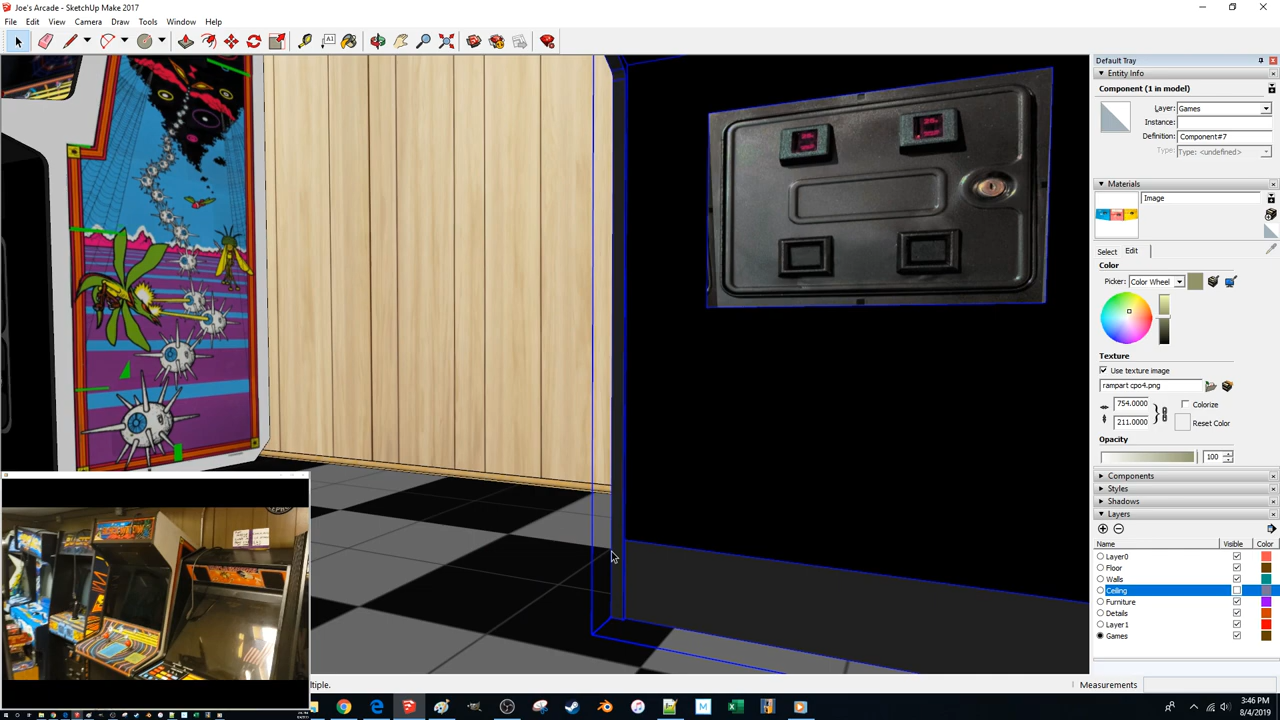 Joe's Arcade - SketchUp Make 2017
File Edit View Camera Draw Tools Window Help
Default Tray
Entity Info
Component (1 in model)
Layer: Games
Instance:
Definition: Component#7
Type: Type: <undefined>
Materials
Image
Select Edit
Color
Picker: Color Wheel
Texture
Use texture image
rampart cpo4.png
754.0000
Colorize
211.0000
Reset Color
Opacity
100
Components
Styles
Shadows
Layers
Name Visible Color
Layer0
Floor
Walls
Ceiling
Furniture
Details
Layer1
Games
ltiple.
Measurements
3:46 PM
8/4/2019